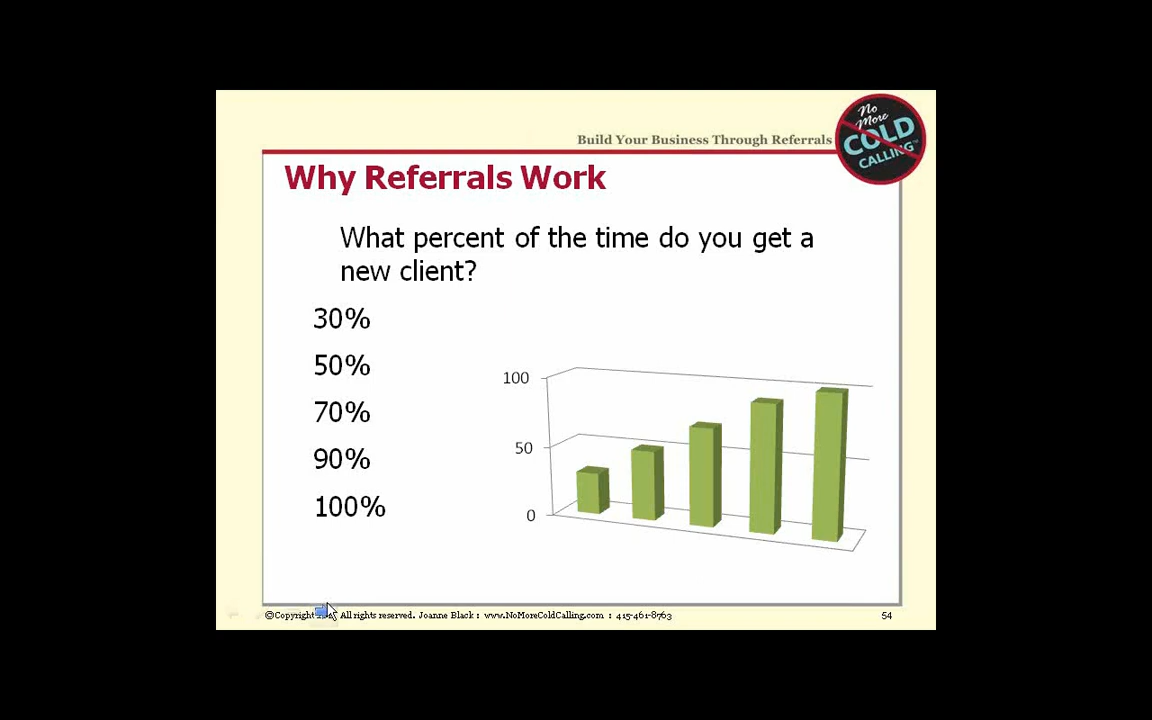 Build Your Business Through Referrals
No
More
COLD
CALLING™
Why Referrals Work
What percent of the time do you get a
new client?
30%
50%
70%
90%
100%
100
50
0
©Copyright All rights reserved. Joanne Black : www.NoMoreColdCalling.com : 415-461-8763
54